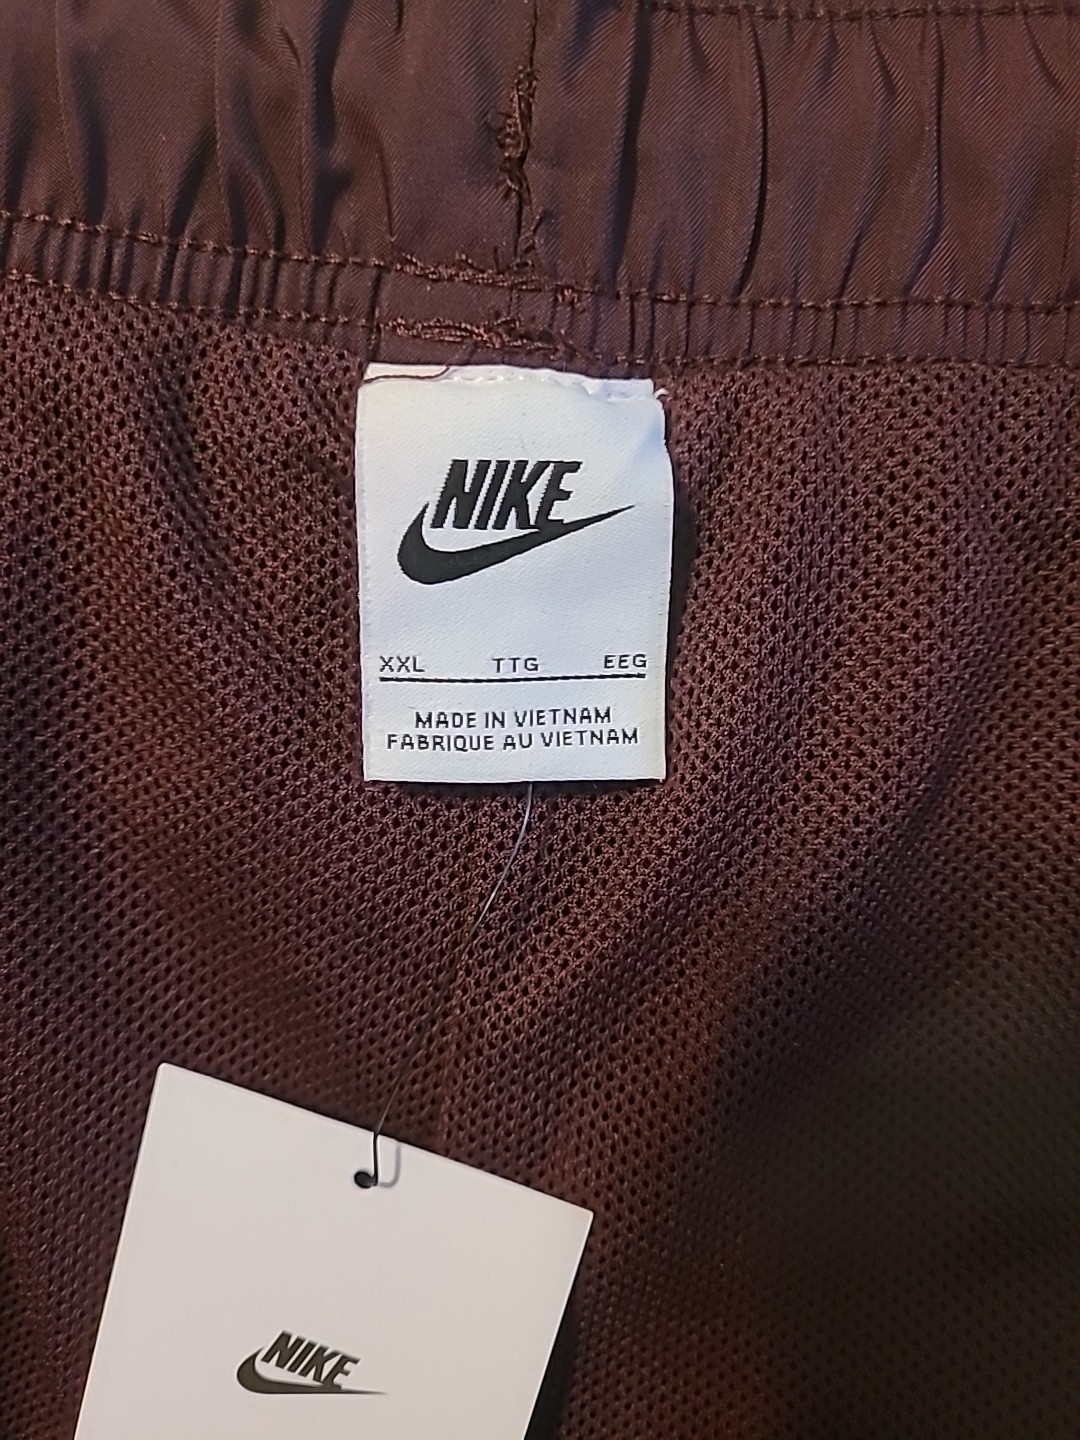 NIKE
XXL TTG EEG
MADE IN VIETNAM
FABRIQUE AU VIETNAM
NIKE